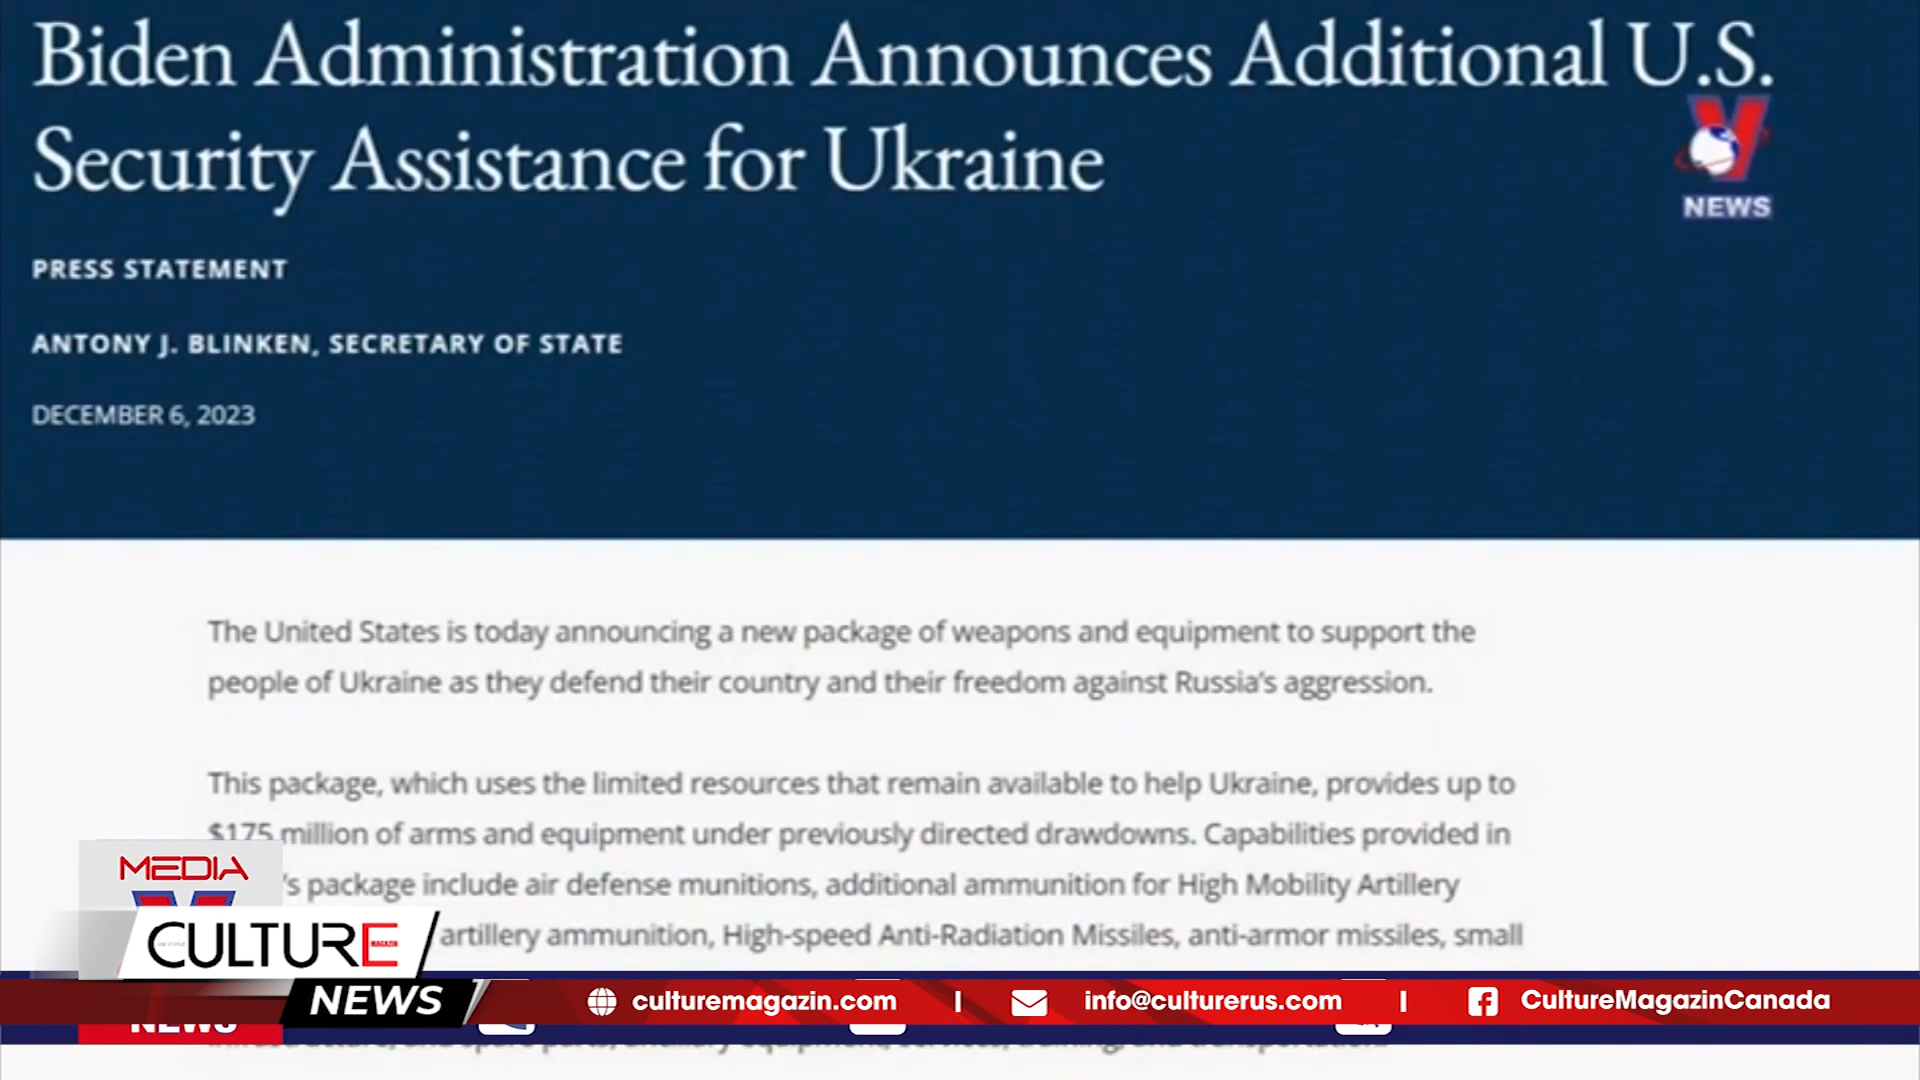 Biden Administration Announces Additional U.S.
Security Assistance for Ukraine
NEWS
PRESS STATEMENT
ANTONY J. BLINKEN, SECRETARY OF STATE
DECEMBER 6, 2023
The United States is today announcing a new package of weapons and equipment to support the
people of Ukraine as they defend their country and their freedom against Russia's aggression.
This package, which uses the limited resources that remain available to help Ukraine, provides up to
$175 million of arms and equipment under previously directed drawdowns. Capabilities provided in
's package include air defense munitions, additional ammunition for High Mobility Artillery
artillery ammunition, High-speed Anti-Radiation Missiles, anti-armor missiles, small
MEDIA
CULTURE
NEWS
culturemagazin.com | info@culturerus.com | CultureMagazinCanada
NEWS